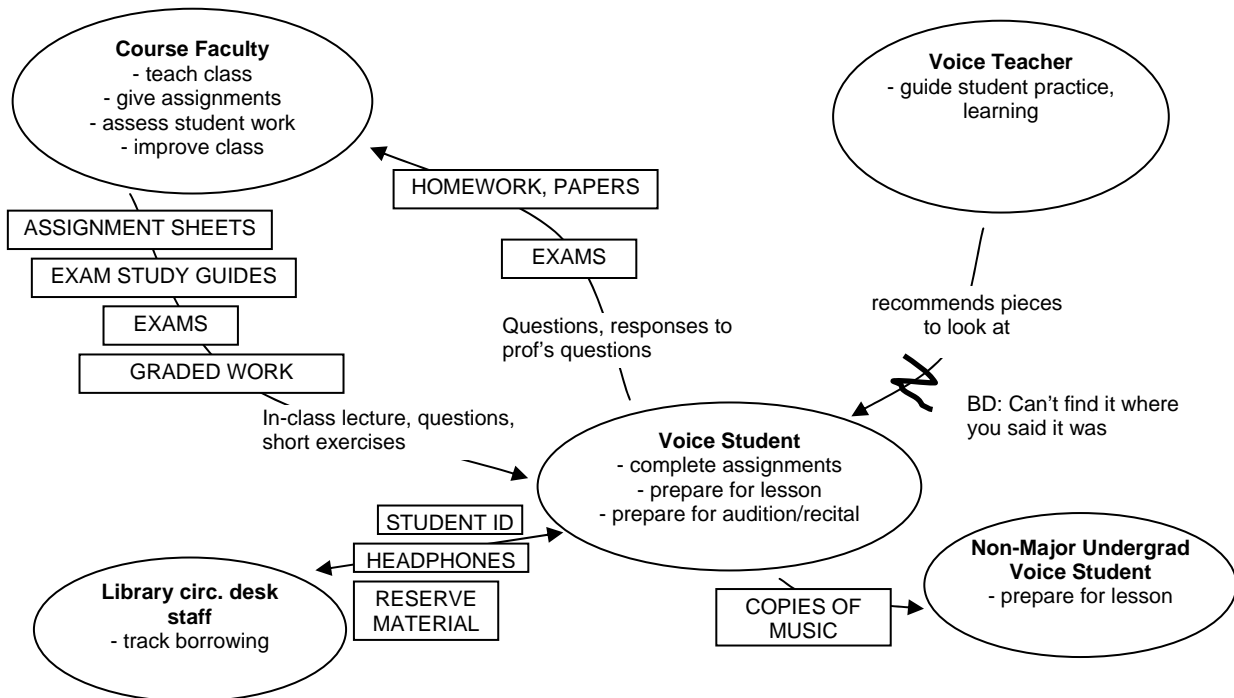 Course Faculty
- teach class
- give assignments
- assess student work
- improve class
Voice Teacher
- guide student practice,
learning
HOMEWORK, PAPERS
EXAMS
Questions, responses to
prof's questions
ASSIGNMENT SHEETS
EXAM STUDY GUIDES
EXAMS
GRADED WORK
In-class lecture, questions,
short exercises
recommends pieces
to look at
BD: Can't find it where
you said it was
Voice Student
- complete assignments
- prepare for lesson
- prepare for audition/recital
STUDENT ID
HEADPHONES
RESERVE
MATERIAL
Library circ. desk
staff
- track borrowing
COPIES OF
MUSIC
Non-Major Undergrad
Voice Student
- prepare for lesson